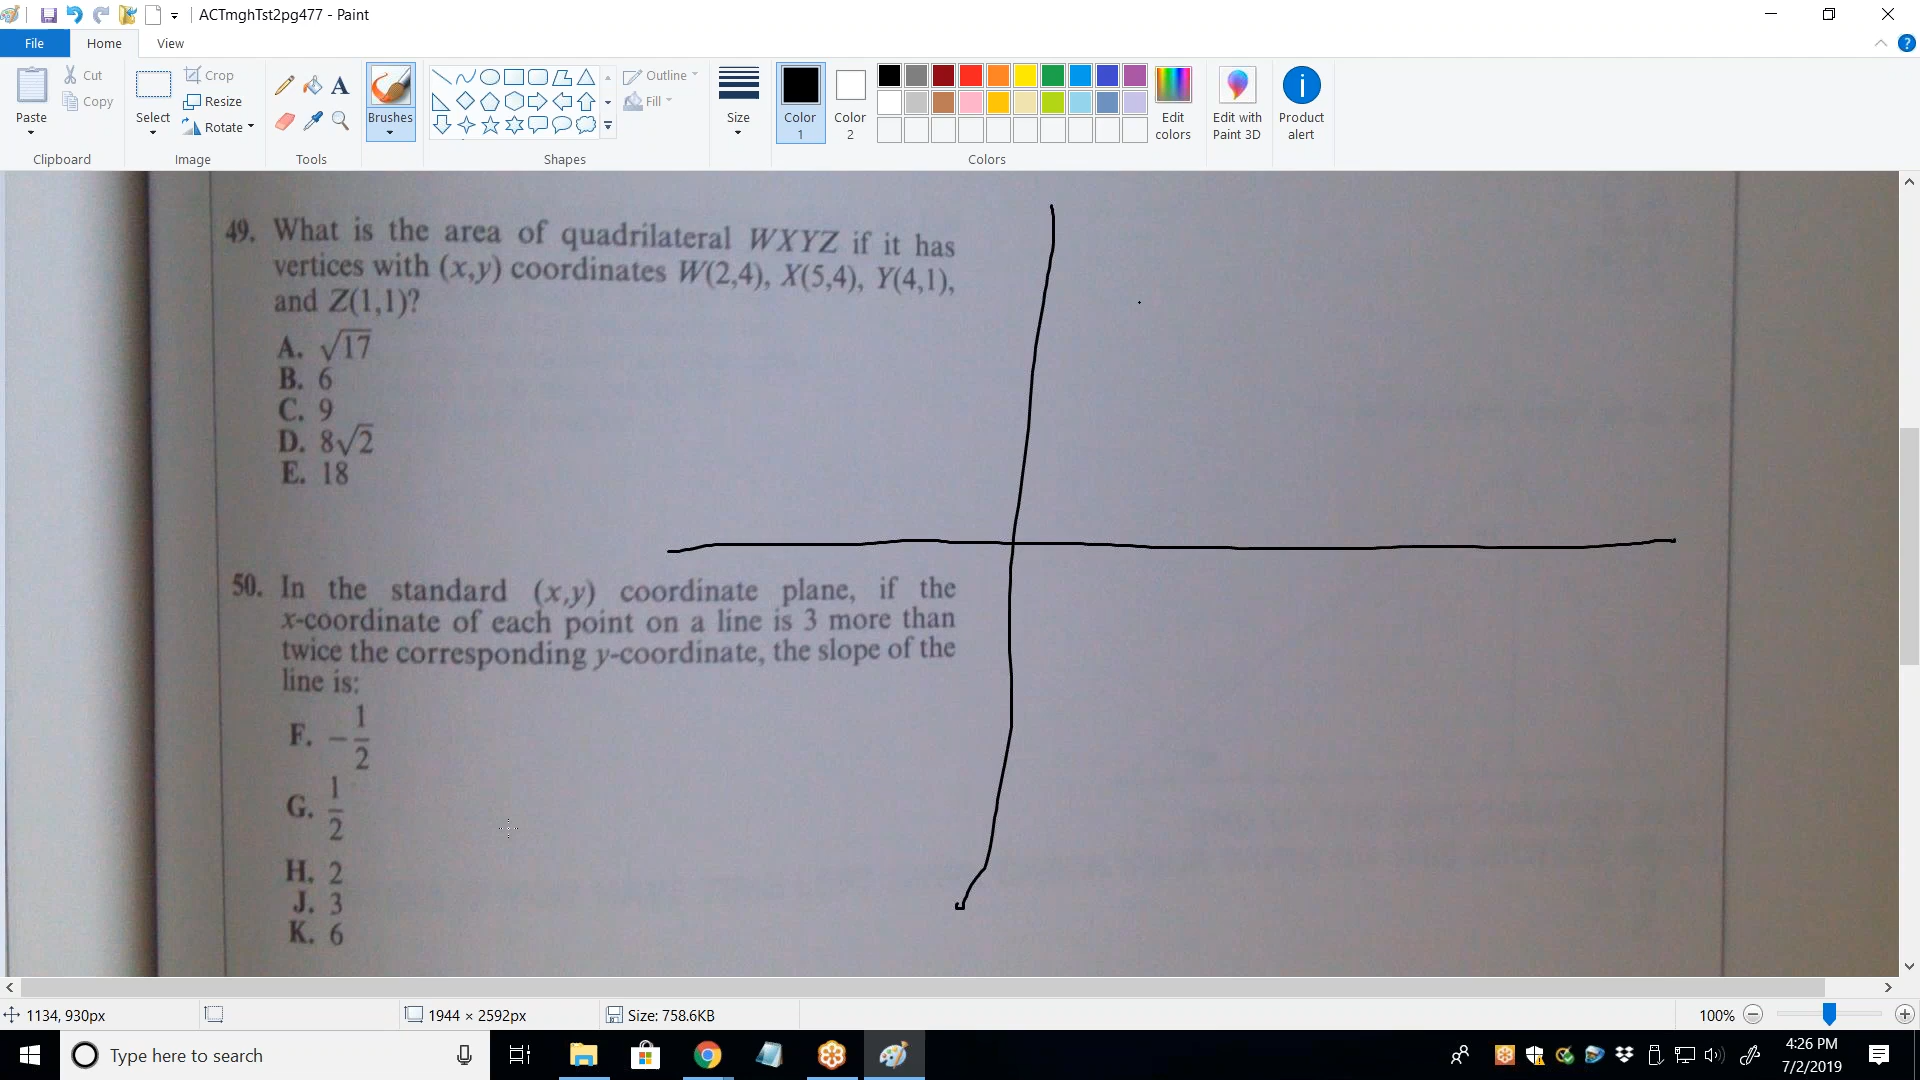 ACTmghTst2pg477 - Paint
File
Home
View
Paste
Cut
Copy
Clipboard
Select
Crop
Resize
Rotate
Image
A
Tools
Brushes
Outline
Fill
Shapes
Size
Color
1
Color
2
Edit
colors
Colors
Edit with
Paint 3D
Product
alert
49. What is the area of quadrilateral WXYZ if it has
vertices with (x,y) coordinates W(2,4), X(5,4), Y(4,1),
and Z(1,1)?
A. √17
B. 6
C. 9
D. 8√2
E. 18
50. In the standard (x,y) coordinate plane, if the
x-coordinate of each point on a line is 3 more than
twice the corresponding y-coordinate, the slope of the
line is:
F. -1/2
G. 1/2
H. 2
J. 3
K. 6
1134, 930px
1944 × 2592px
Size: 758.6KB
100%
Type here to search
4:26 PM
7/2/2019